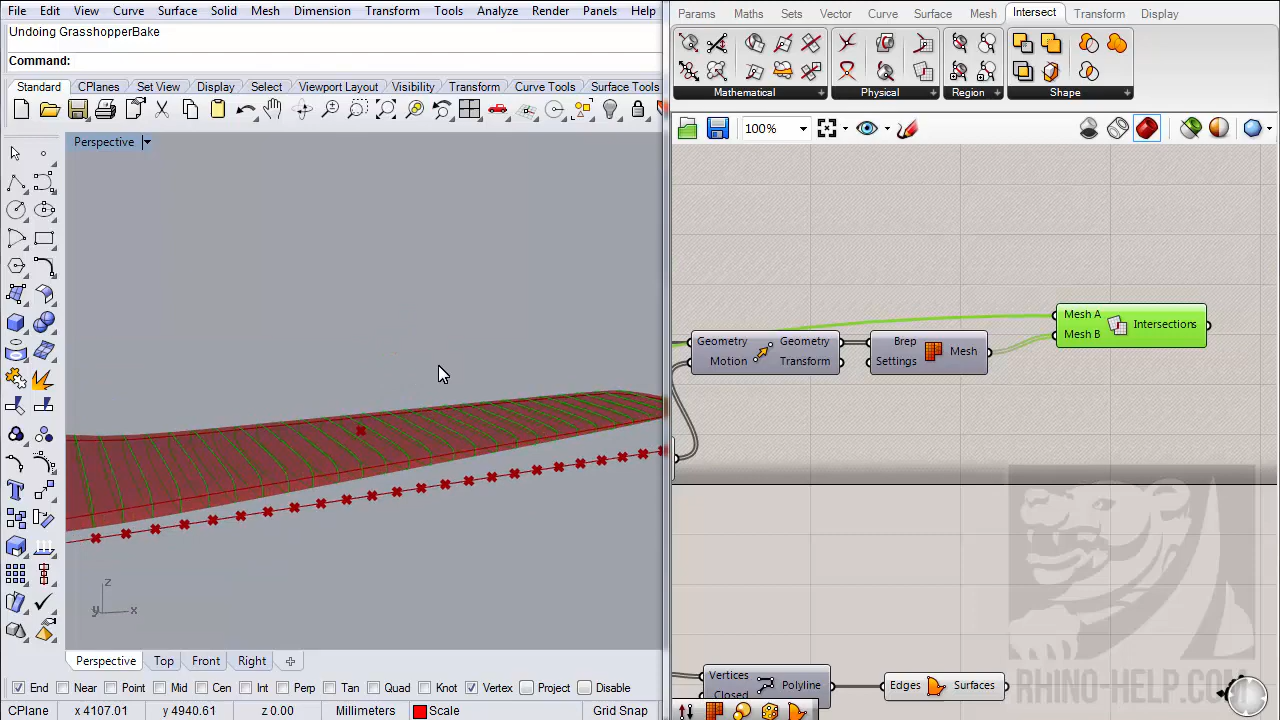 File Edit View Curve Surface Solid Mesh Dimension Transform Tools Analyze Render Panels Help
Undoing GrasshopperBake
Command:
Standard CPlanes Set View Display Select Viewport Layout Visibility Transform Curve Tools Surface Tools
Perspective
z
y x
Perspective Top Front Right
End Near Point Mid Cen Int Perp Tan Quad Knot Vertex Project Disable
CPlane x 4107.01 y 4940.61 z 0.00 Millimeters Scale Grid Snap
Params Maths Sets Vector Curve Surface Mesh Intersect Transform Display
Mathematical Physical Region Shape
100%
Mesh A
Mesh B
Intersections
Geometry Geometry
Motion Transform
Brep
Settings
Mesh
Vertices
Closed
Polyline
Edges Surfaces
RHINO-HELP.COM